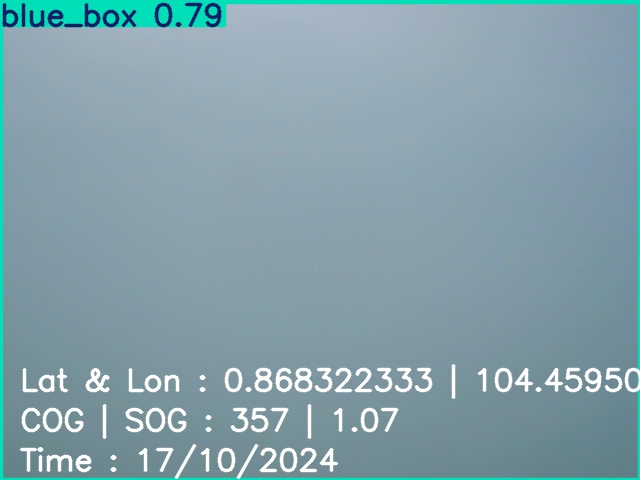 blue_box 0.79
Lat & Lon : 0.868322333 | 104.45950
COG | SOG : 357 | 1.07
Time : 17/10/2024